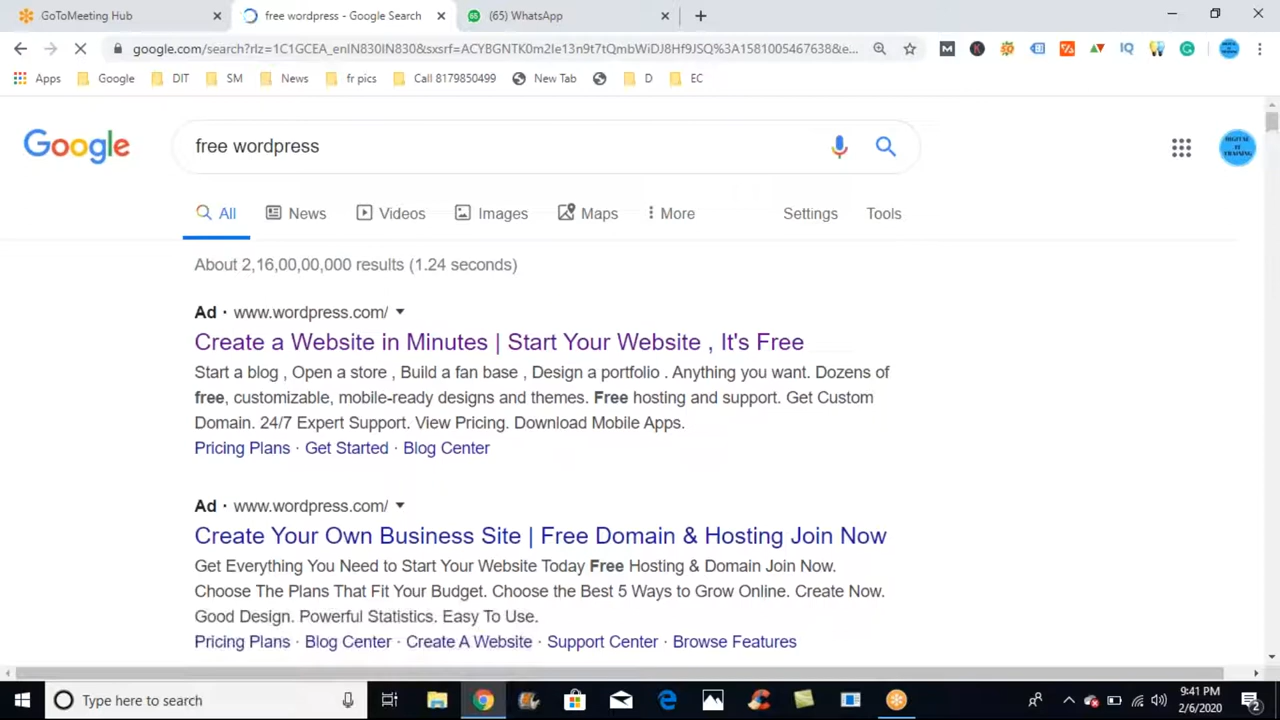 GoToMeeting Hub
free wordpress - Google Search
(65) WhatsApp
google.com/search?rlz=1C1GCEA_enIN830IN830&sxsrf=ACYBGNTK0m2Ie13n9t7tQmbWiDJ8Hf9JSQ%3A1581005467638&e...
Apps
Google
DIT
SM
News
fr pics
Call 8179850499
New Tab
D
EC
Google
free wordpress
DIGITAL
IT
TRAINING
All
News
Videos
Images
Maps
More
Settings
Tools
About 2,16,00,00,000 results (1.24 seconds)
Ad · www.wordpress.com/
Create a Website in Minutes | Start Your Website , It's Free
Start a blog , Open a store , Build a fan base , Design a portfolio . Anything you want. Dozens of
free, customizable, mobile-ready designs and themes. Free hosting and support. Get Custom
Domain. 24/7 Expert Support. View Pricing. Download Mobile Apps.
Pricing Plans · Get Started · Blog Center
Ad · www.wordpress.com/
Create Your Own Business Site | Free Domain & Hosting Join Now
Get Everything You Need to Start Your Website Today Free Hosting & Domain Join Now.
Choose The Plans That Fit Your Budget. Choose the Best 5 Ways to Grow Online. Create Now.
Good Design. Powerful Statistics. Easy To Use.
Pricing Plans · Blog Center · Create A Website · Support Center · Browse Features
Type here to search
9:41 PM
2/6/2020
2